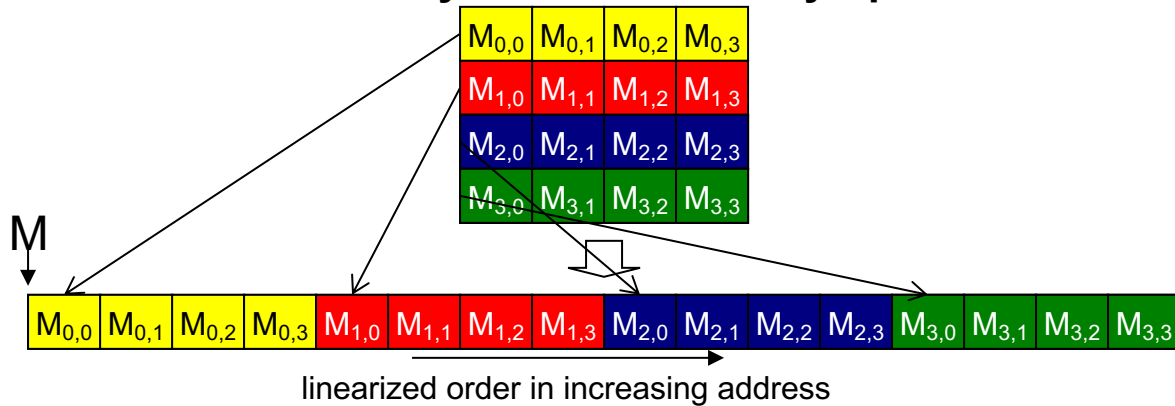 M0,0 M0,1 M0,2 M0,3
M1,0 M1,1 M1,2 M1,3
M2,0 M2,1 M2,2 M2,3
M3,0 M3,1 M3,2 M3,3
M
M0,0 M0,1 M0,2 M0,3 M1,0 M1,1 M1,2 M1,3 M2,0 M2,1 M2,2 M2,3 M3,0 M3,1 M3,2 M3,3
linearized order in increasing address